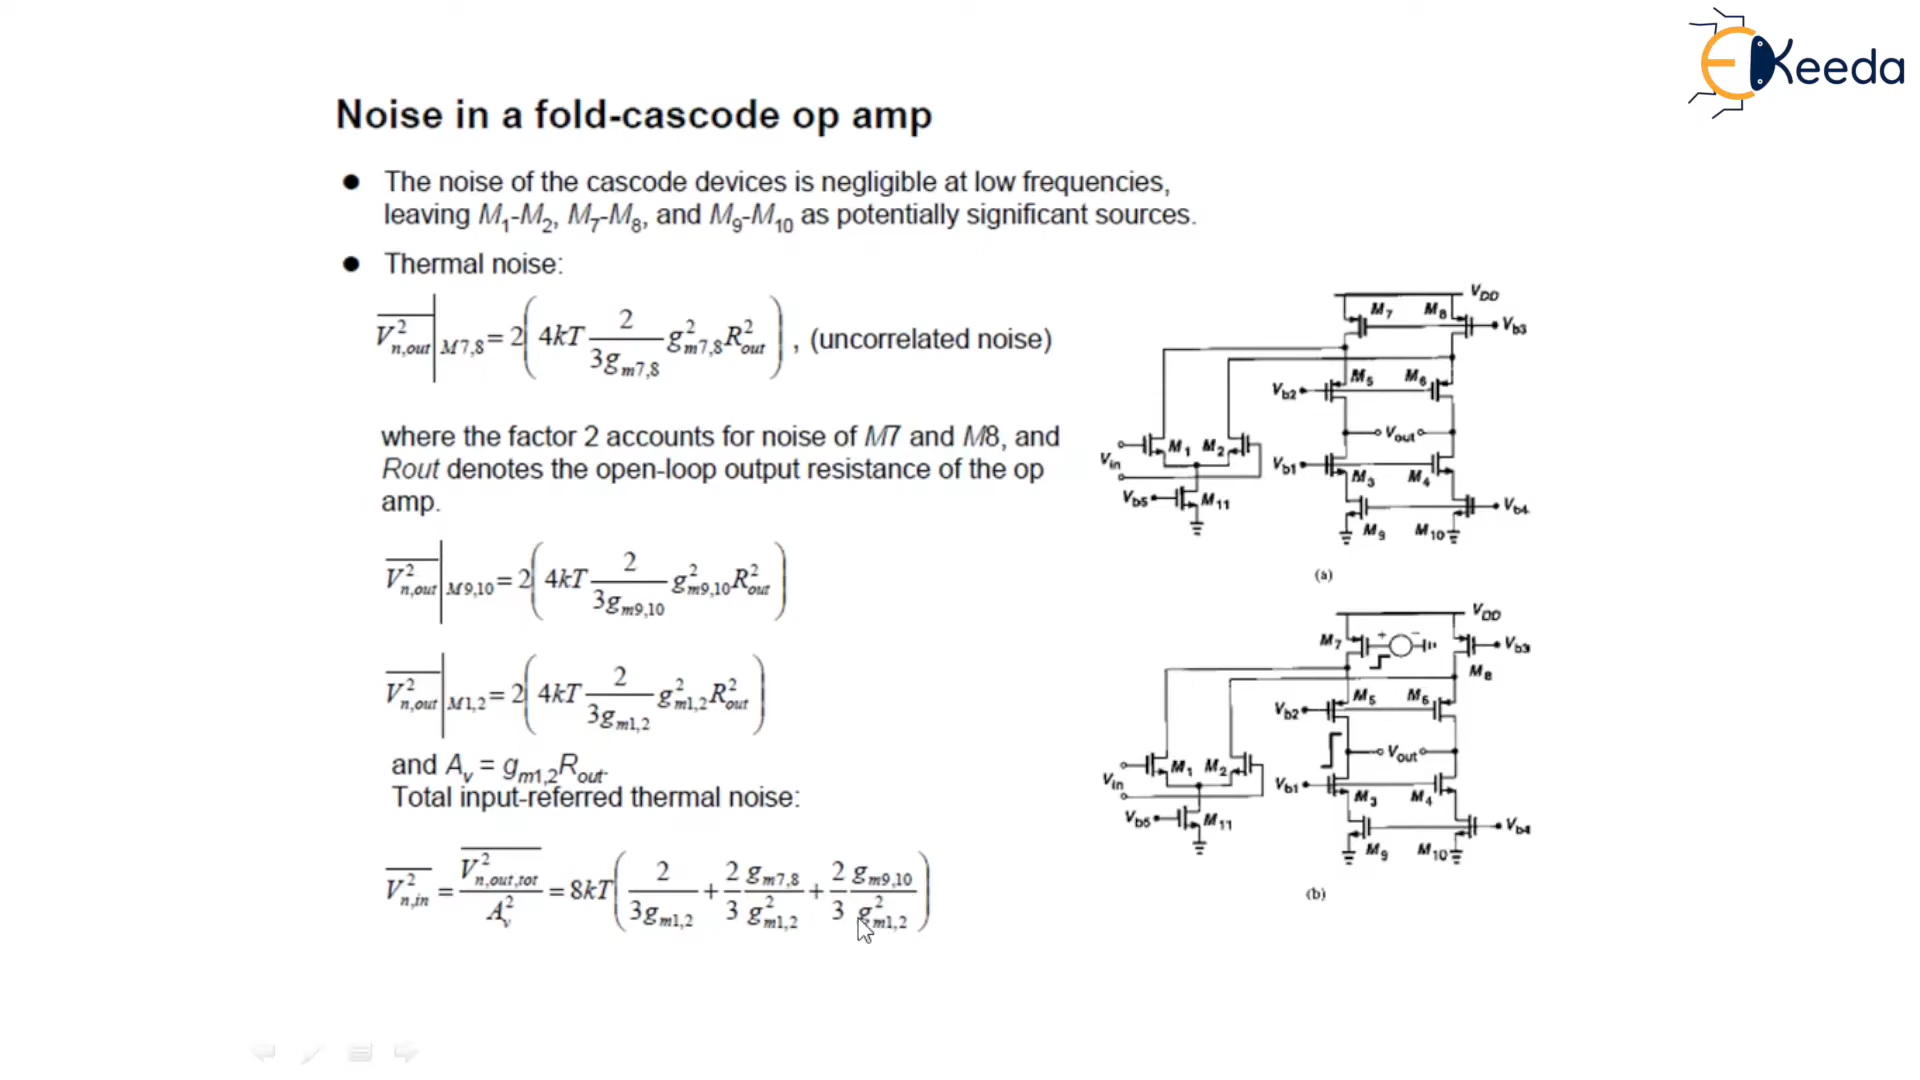 EKeeda
Noise in a fold-cascode op amp
● The noise of the cascode devices is negligible at low frequencies,
leaving M1-M2, M7-M8, and M9-M10 as potentially significant sources.
● Thermal noise:
V²n,out | M7,8 = 2( 4kT 2/(3gm7,8) g²m7,8 R²out ) , (uncorrelated noise)
where the factor 2 accounts for noise of M7 and M8, and
Rout denotes the open-loop output resistance of the op
amp.
V²n,out | M9,10 = 2( 4kT 2/(3gm9,10) g²m9,10 R²out )
V²n,out | M1,2 = 2( 4kT 2/(3gm1,2) g²m1,2 R²out )
and Av = gm1,2Rout.
Total input-referred thermal noise:
V²n,in = V²n,out,tot / A²v = 8kT( 2/(3gm1,2) + 2/3 gm7,8/g²m1,2 + 2/3 gm9,10/g²m1,2 )
VDD
M7 M8 Vb3
Vb2 M5 M6
Vout
Vin M1 M2 Vb1 M3 M4
Vb5 M11 Vb4
M9 M10
(a)
VDD
M7 + − Vb3
M8
Vb2 M5 M6
Vout
Vin M1 M2 Vb1 M3 M4
Vb5 M11 Vb4
M9 M10
(b)